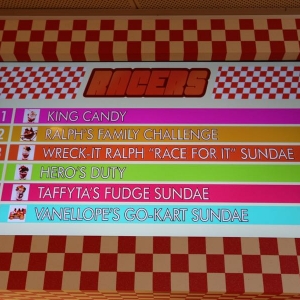 RACERS
1 KING CANDY
2 RALPH'S FAMILY CHALLENGE
3 WRECK-IT RALPH "RACE FOR IT" SUNDAE
HERO'S DUTY
TAFFYTA'S FUDGE SUNDAE
VANELLOPE'S GO-KART SUNDAE